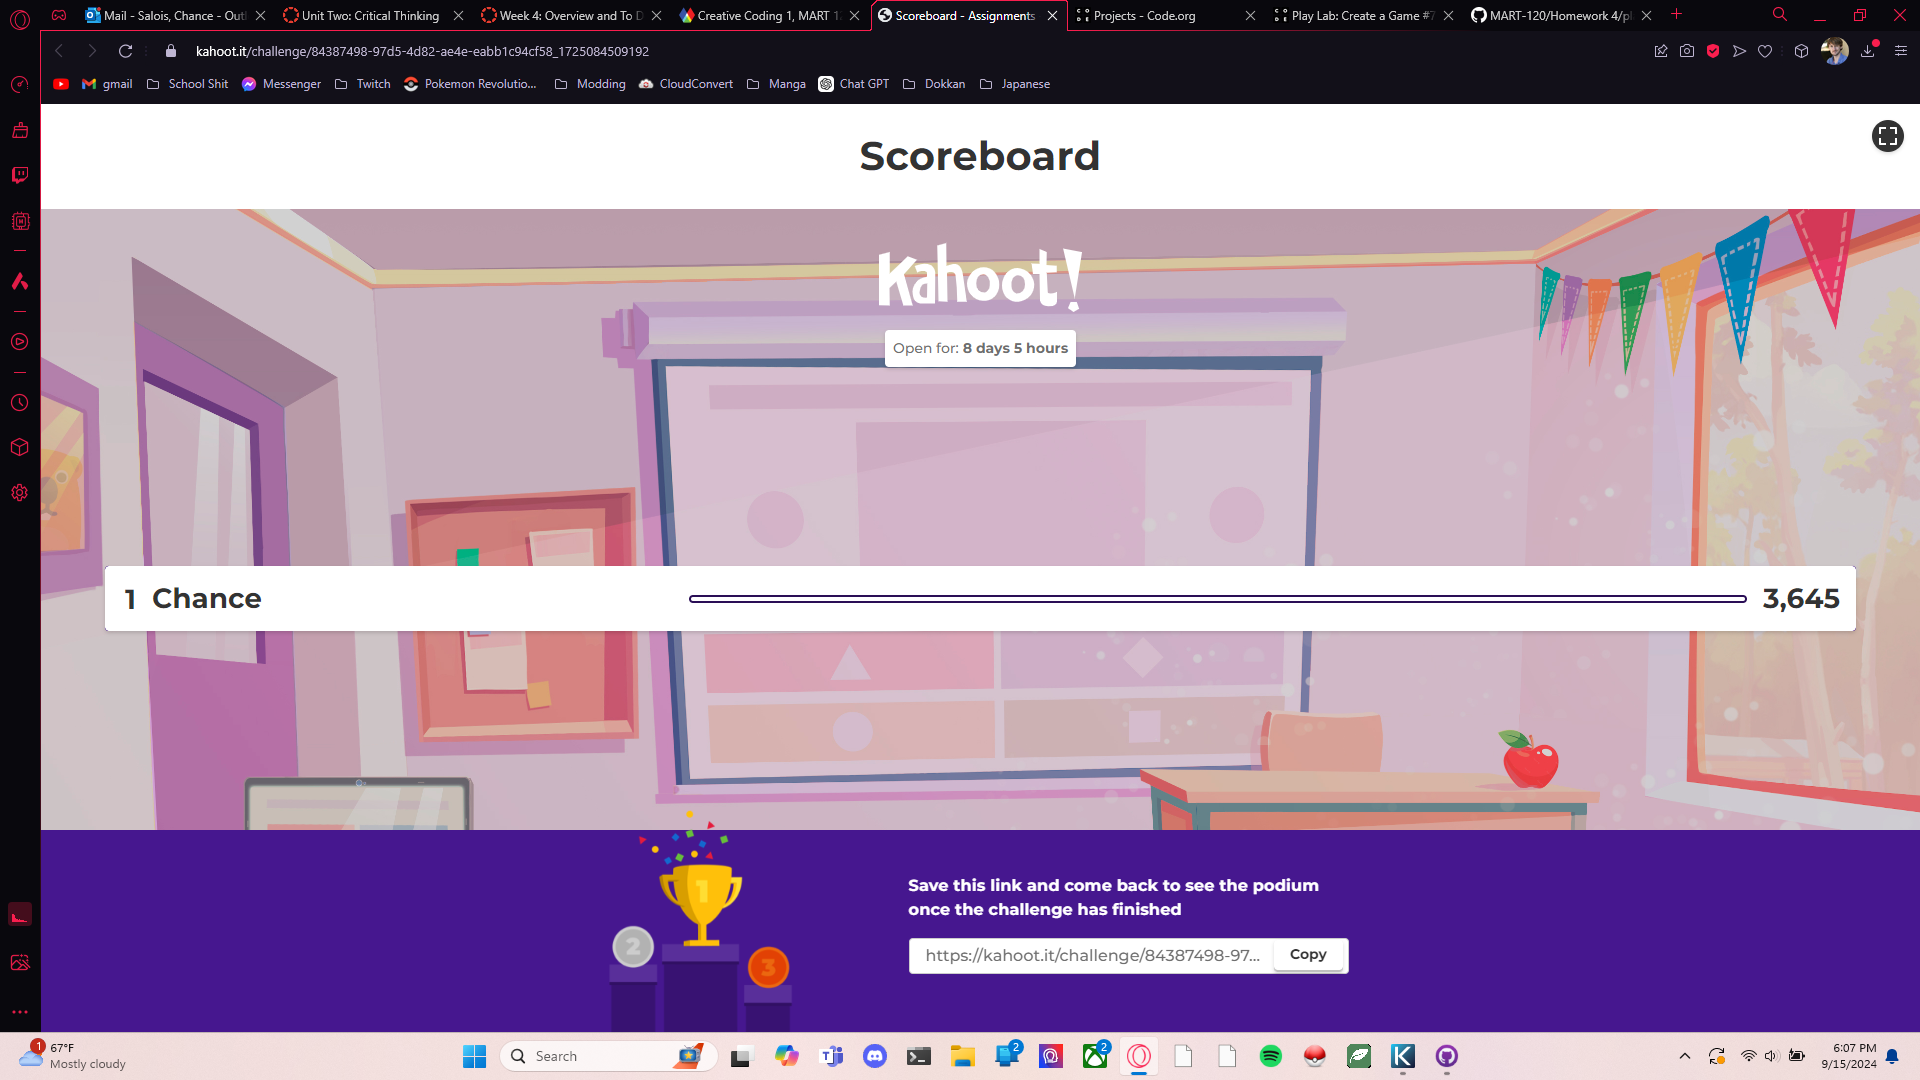 Mail - Salois, Chance - Outl
Unit Two: Critical Thinking
Week 4: Overview and To D
Creative Coding 1, MART 12
Scoreboard - Assignments
Projects - Code.org
Play Lab: Create a Game #7
MART-120/Homework 4/pl
kahoot.it/challenge/84387498-97d5-4d82-ae4e-eabb1c94cf58_1725084509192
gmail
School Shit
Messenger
Twitch
Pokemon Revolutio...
Modding
CloudConvert
Manga
Chat GPT
Dokkan
Japanese
Scoreboard
Kahoot!
Open for: 8 days 5 hours
1 Chance 3,645
1
2
3
Save this link and come back to see the podium
once the challenge has finished
https://kahoot.it/challenge/84387498-97... Copy
1
67°F
Mostly cloudy
Search
2
2
6:07 PM
9/15/2024